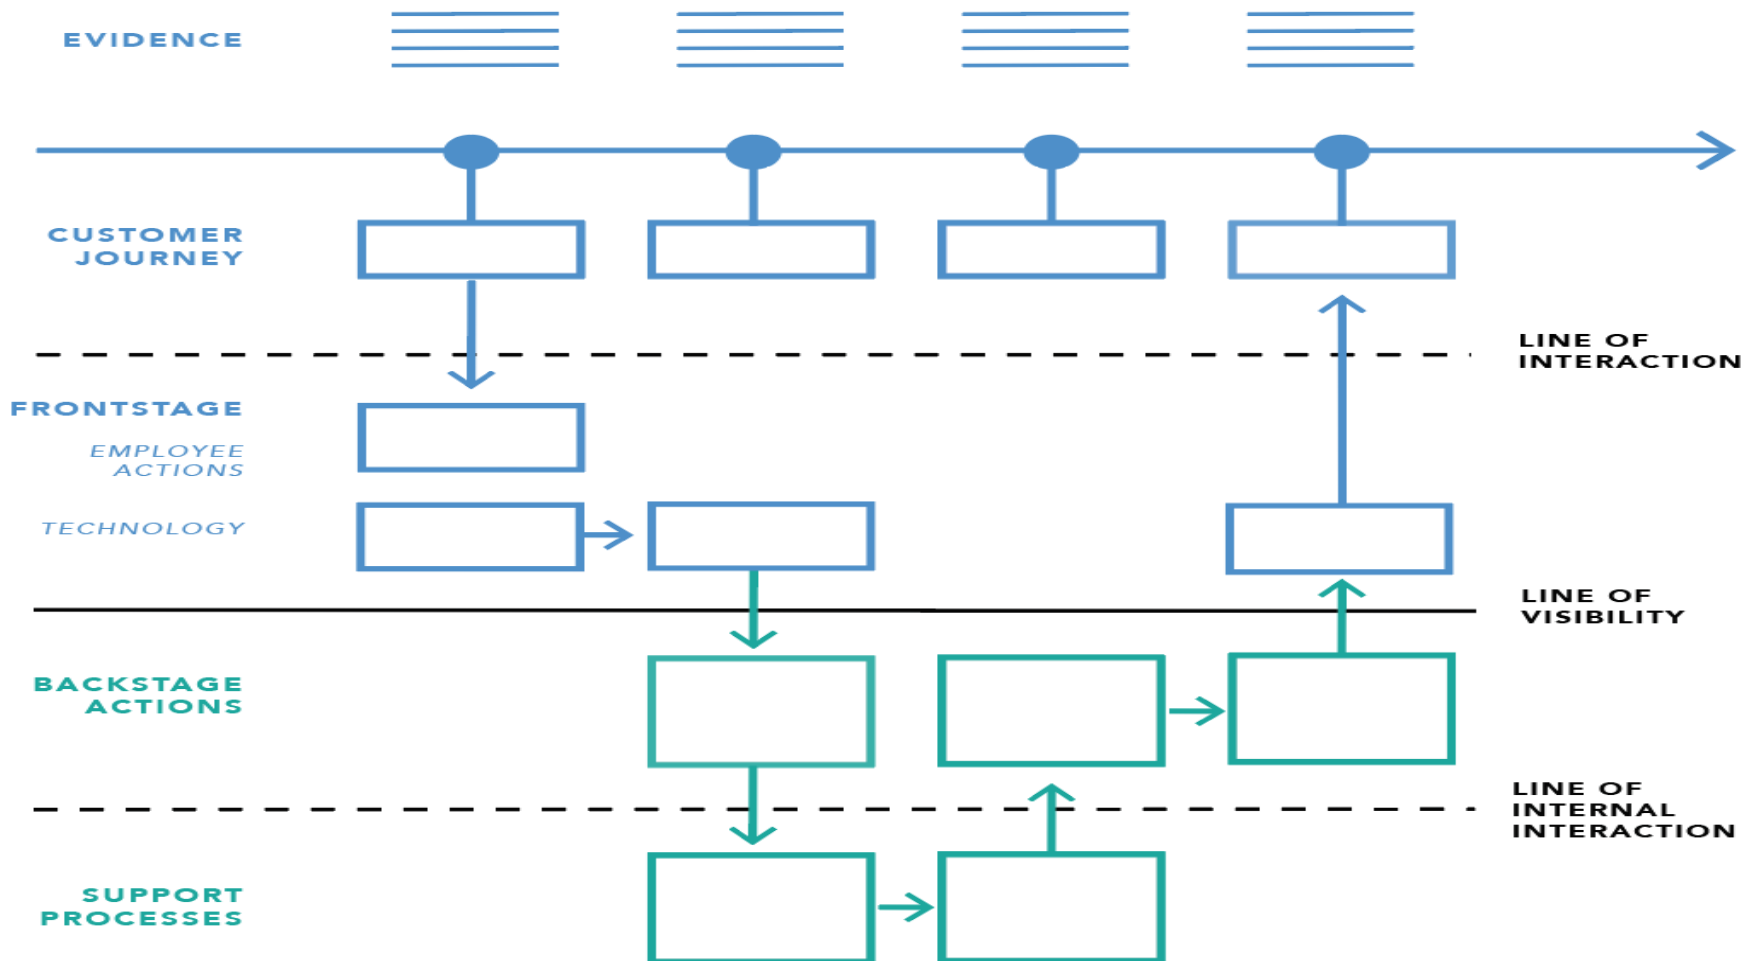 EVIDENCE
CUSTOMER
JOURNEY
LINE OF
INTERACTION
FRONTSTAGE
EMPLOYEE
ACTIONS
TECHNOLOGY
LINE OF
VISIBILITY
BACKSTAGE
ACTIONS
LINE OF
INTERNAL
INTERACTION
SUPPORT
PROCESSES